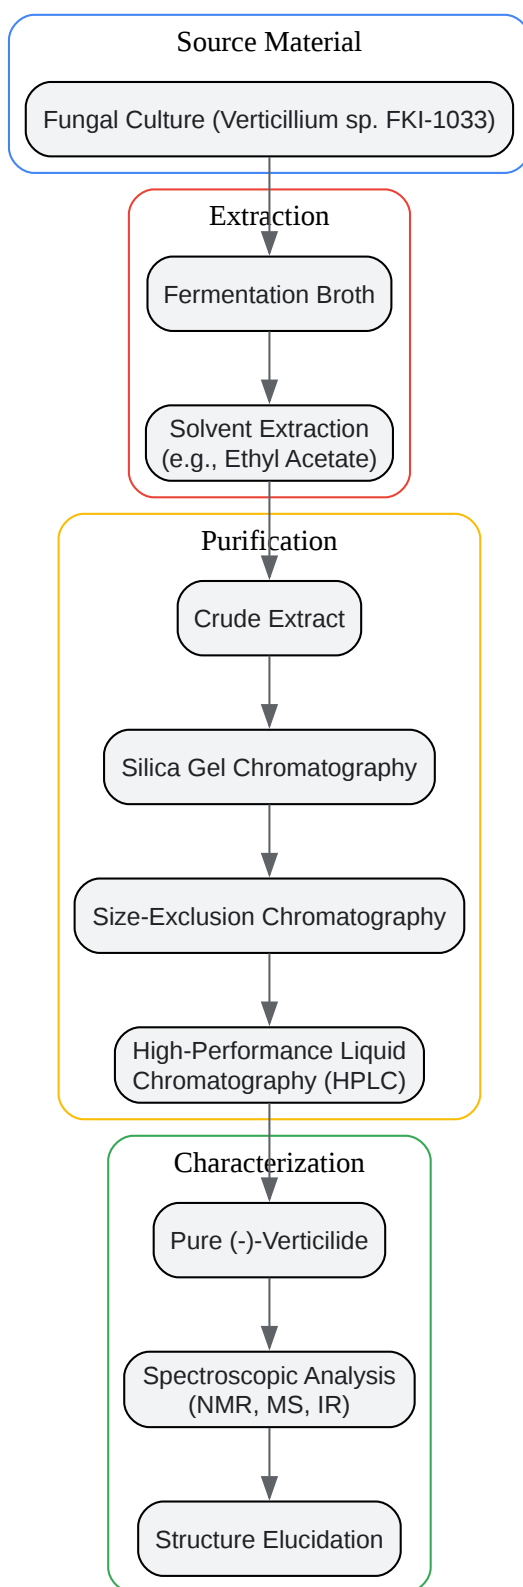 Source Material
Fungal Culture (Verticillium sp. FKI-1033)
Extraction
Fermentation Broth
Solvent Extraction
(e.g., Ethyl Acetate)
Purification
Crude Extract
Silica Gel Chromatography
Size-Exclusion Chromatography
High-Performance Liquid
Chromatography (HPLC)
Characterization
Pure (-)-Verticilide
Spectroscopic Analysis
(NMR, MS, IR)
Structure Elucidation